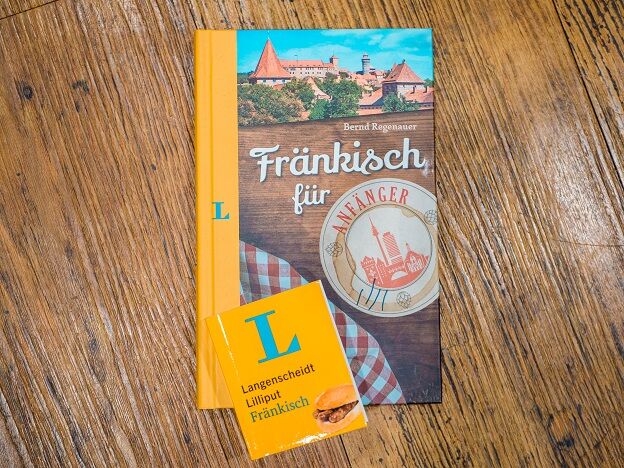 Bernd Regenauer
Fränkisch
für
ANFÄNGER
L
L
Langenscheidt
Lilliput
Fränkisch